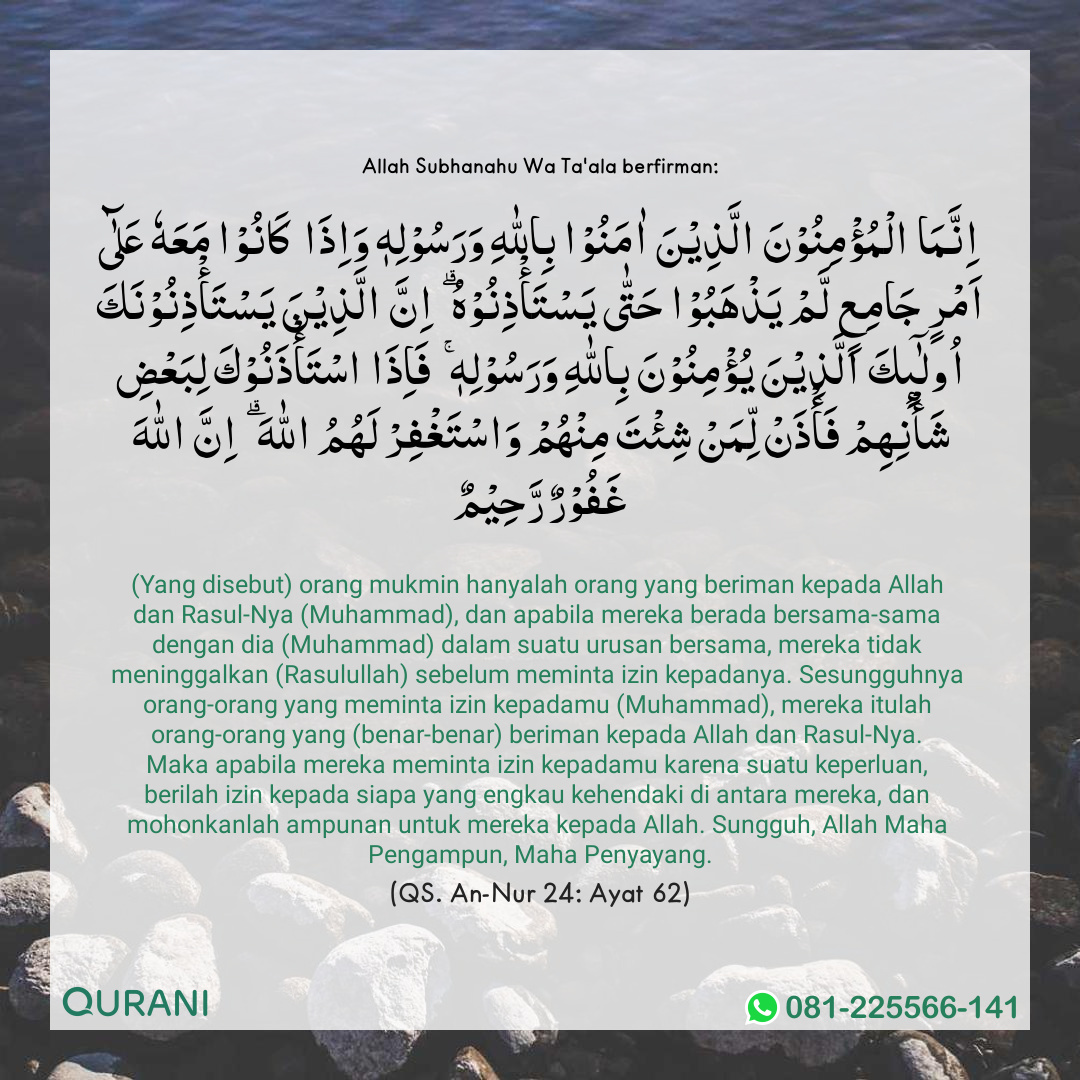 Allah Subhanahu Wa Ta'ala berfirman:
اِنَّمَا الْمُؤْمِنُوْنَ الَّذِيْنَ اٰمَنُوْا بِاللّٰهِ وَرَسُوْلِهٖ وَاِذَا كَانُوْا مَعَهٗ عَلٰۤى
اَمْرٍ جَامِعٍ لَّمْ يَذْهَبُوْا حَتّٰى يَسْتَأْذِنُوْهُ ۗ اِنَّ الَّذِيْنَ يَسْتَأْذِنُوْنَكَ
اُولٰٓئِكَ الَّذِيْنَ يُؤْمِنُوْنَ بِاللّٰهِ وَرَسُوْلِهٖ ۚ فَاِذَا اسْتَأْذَنُوْكَ لِبَعْضِ
شَأْنِهِمْ فَأْذَنْ لِّمَنْ شِئْتَ مِنْهُمْ وَاسْتَغْفِرْ لَهُمُ اللّٰهَ ۗ اِنَّ اللّٰهَ
غَفُوْرٌ رَّحِيْمٌ
(Yang disebut) orang mukmin hanyalah orang yang beriman kepada Allah
dan Rasul-Nya (Muhammad), dan apabila mereka berada bersama-sama
dengan dia (Muhammad) dalam suatu urusan bersama, mereka tidak
meninggalkan (Rasulullah) sebelum meminta izin kepadanya. Sesungguhnya
orang-orang yang meminta izin kepadamu (Muhammad), mereka itulah
orang-orang yang (benar-benar) beriman kepada Allah dan Rasul-Nya.
Maka apabila mereka meminta izin kepadamu karena suatu keperluan,
berilah izin kepada siapa yang engkau kehendaki di antara mereka, dan
mohonkanlah ampunan untuk mereka kepada Allah. Sungguh, Allah Maha
Pengampun, Maha Penyayang.
(QS. An-Nur 24: Ayat 62)
QURANI
081-225566-141